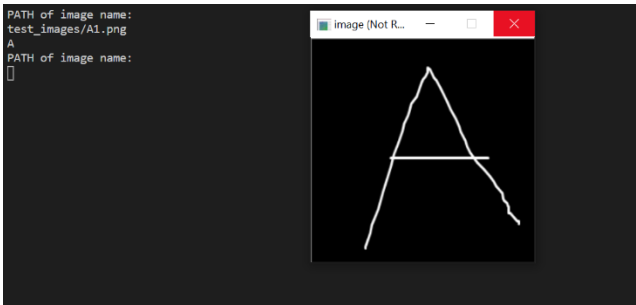 PATH of image name:
test_images/A1.png
A
PATH of image name:
image (Not R...
A